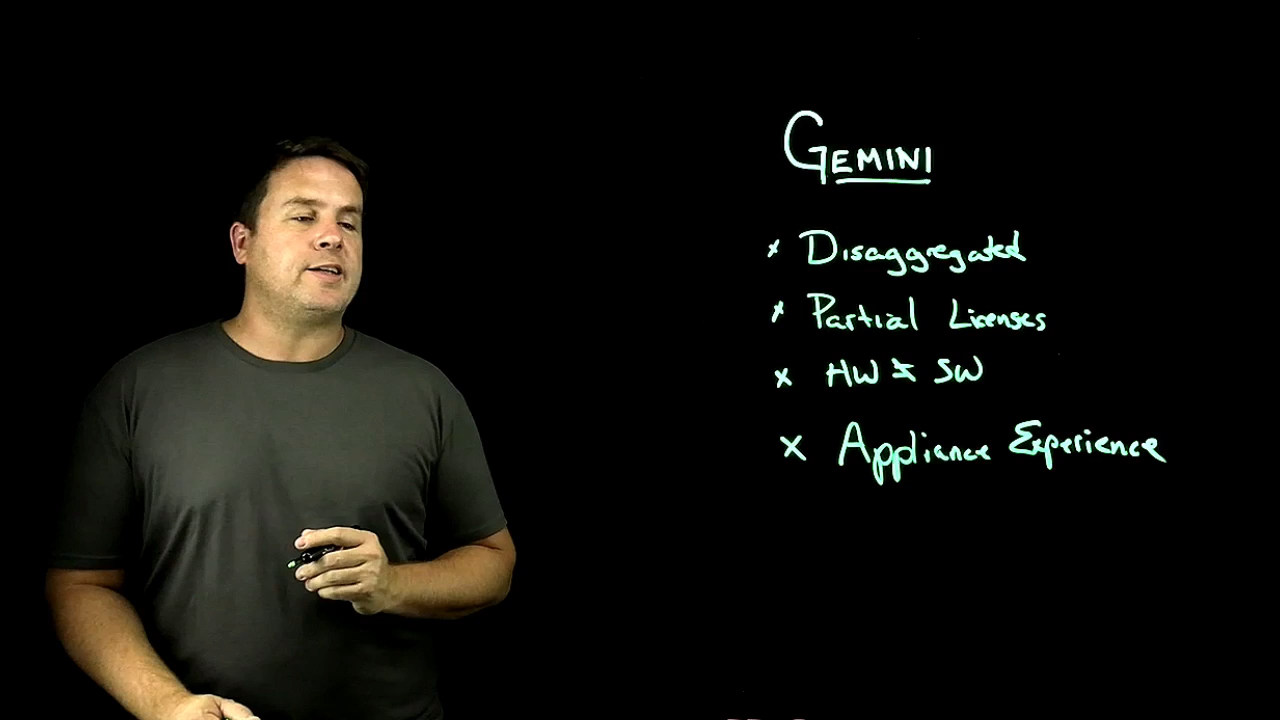 GEMINI
x Disaggregated
x Partial Licenses
x HW & SW
x Appliance Experience